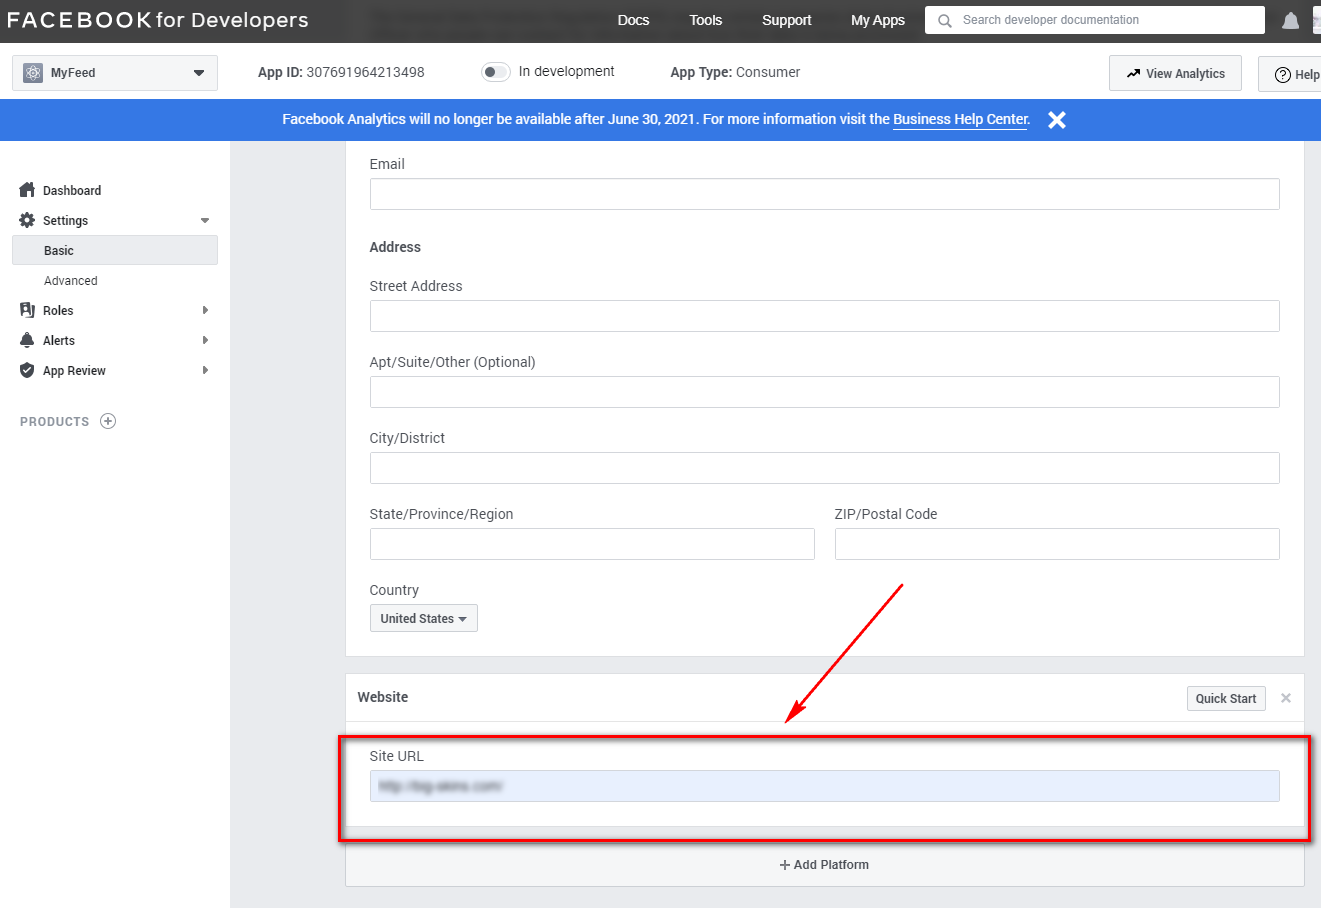 FACEBOOK for Developers
Docs
Tools
Support
My Apps
Search developer documentation
MyFeed
App ID: 307691964213498
In development
App Type: Consumer
View Analytics
Help
Facebook Analytics will no longer be available after June 30, 2021. For more information visit the Business Help Center.
Dashboard
Settings
Basic
Advanced
Roles
Alerts
App Review
PRODUCTS
Email
Address
Street Address
Apt/Suite/Other (Optional)
City/District
State/Province/Region
ZIP/Postal Code
Country
United States
Website
Quick Start
Site URL
Add Platform